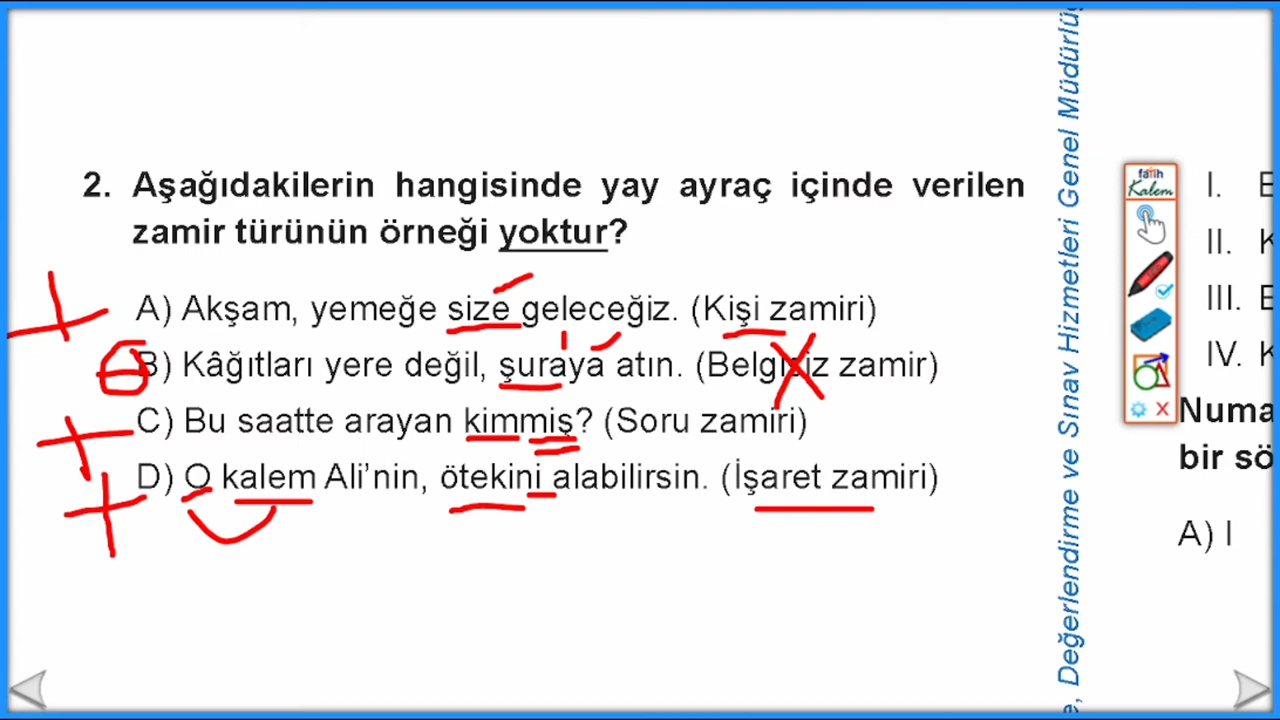 2. Aşağıdakilerin hangisinde yay ayraç içinde verilen
zamir türünün örneği yoktur?
A) Akşam, yemeğe size geleceğiz. (Kişi zamiri)
B) Kâğıtları yere değil, şuraya atın. (Belgisiz zamir)
C) Bu saatte arayan kimmiş? (Soru zamiri)
D) O kalem Ali’nin, ötekini alabilirsin. (İşaret zamiri)
, Değerlendirme ve Sınav Hizmetleri Genel Müdürlüğ
fatih
Kalem
I.
II.
III.
IV.
Numa
bir sö
A) I